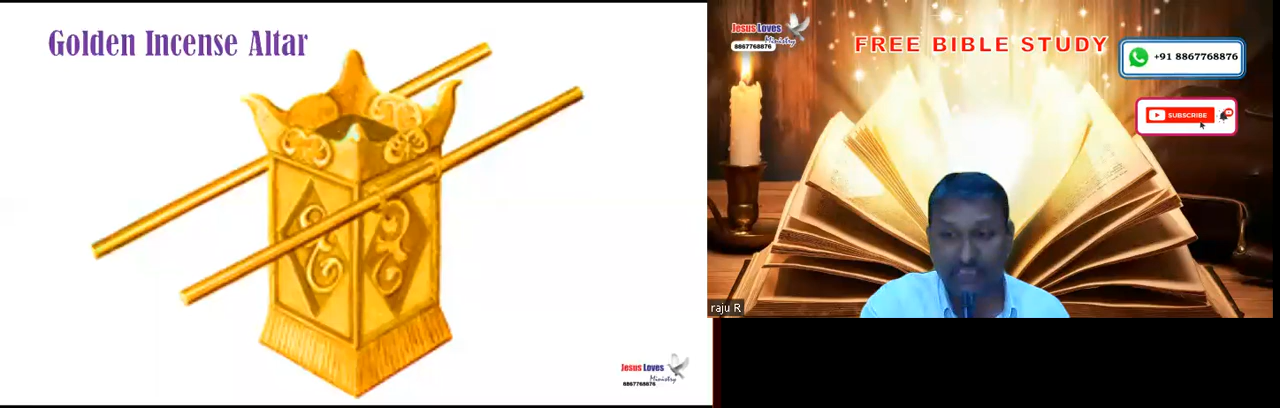 Golden Incense Altar
Jesus Loves
Ministry
8867768876
Jesus Loves
Ministry
8867768876
FREE BIBLE STUDY
+91 8867768876
SUBSCRIBE
raju R